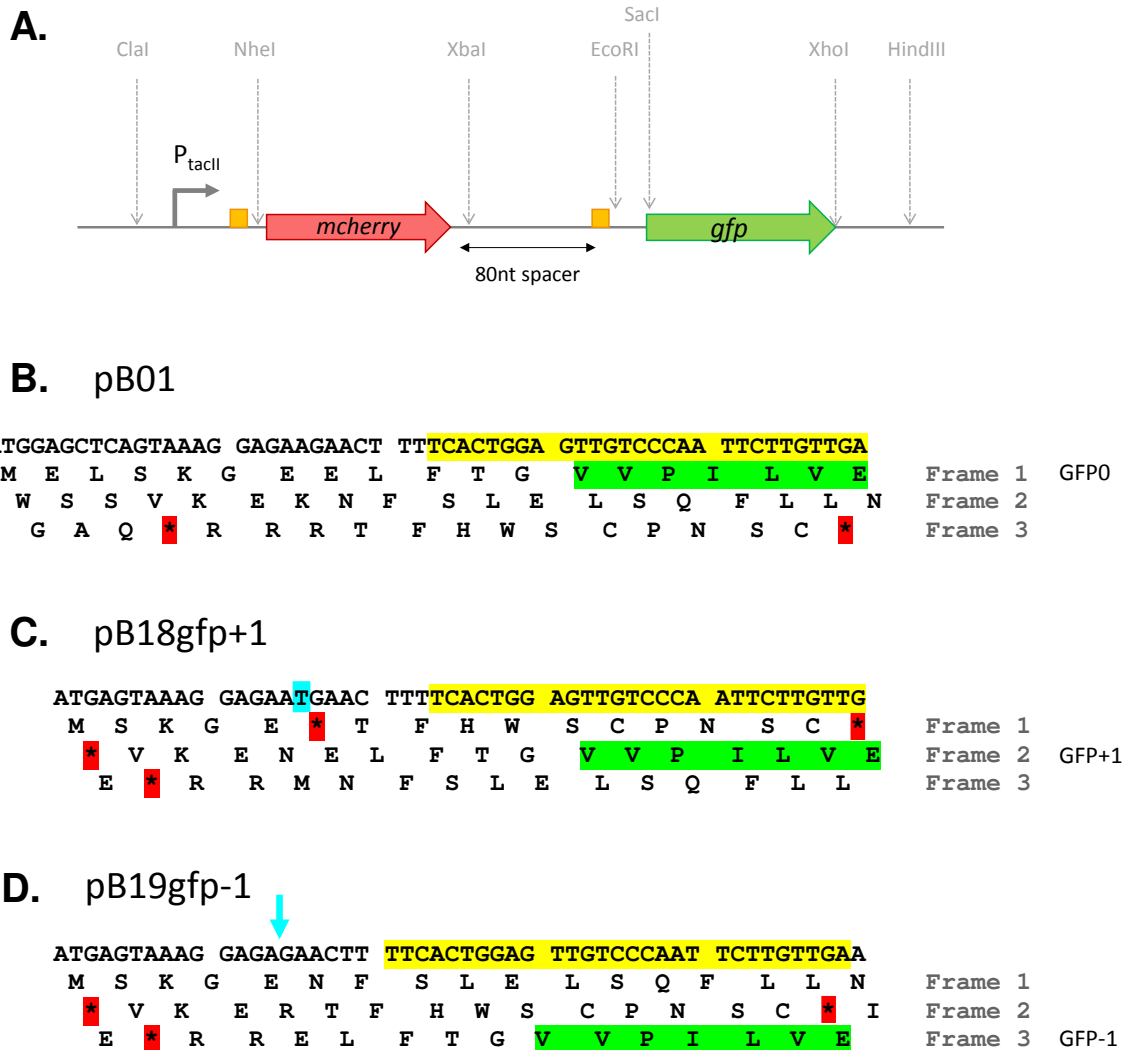 A.
SacI
ClaI NheI XbaI EcoRI XhoI HindIII
PtacII
mcherry gfp
80nt spacer
B. pB01
ATGGAGCTCAGTAAAG GAGAAGAACT TTTCACTGGA GTTGTCCCAA TTCTTGTTGA
M E L S K G E E L F T G V V P I L V E Frame 1 GFP0
W S S V K E K N F S L E L S Q F L L N Frame 2
G A Q * R R R T F H W S C P N S C * Frame 3
C. pB18gfp+1
ATGAGTAAAG GAGAATGAAC TTTTCACTGG AGTTGTCCCA ATTCTTGTTG
M S K G E * T F H W S C P N S C * Frame 1
* V K E N E L F T G V V P I L V E Frame 2 GFP+1
E * R R M N F S L E L S Q F L L Frame 3
D. pB19gfp-1
ATGAGTAAAG GAGAGAACTT TTCACTGGAG TTGTCCCAAT TCTTGTTGAA
M S K G E N F S L E L S Q F L L N Frame 1
* V K E R T F H W S C P N S C * I Frame 2
E * R R E L F T G V V P I L V E Frame 3 GFP-1